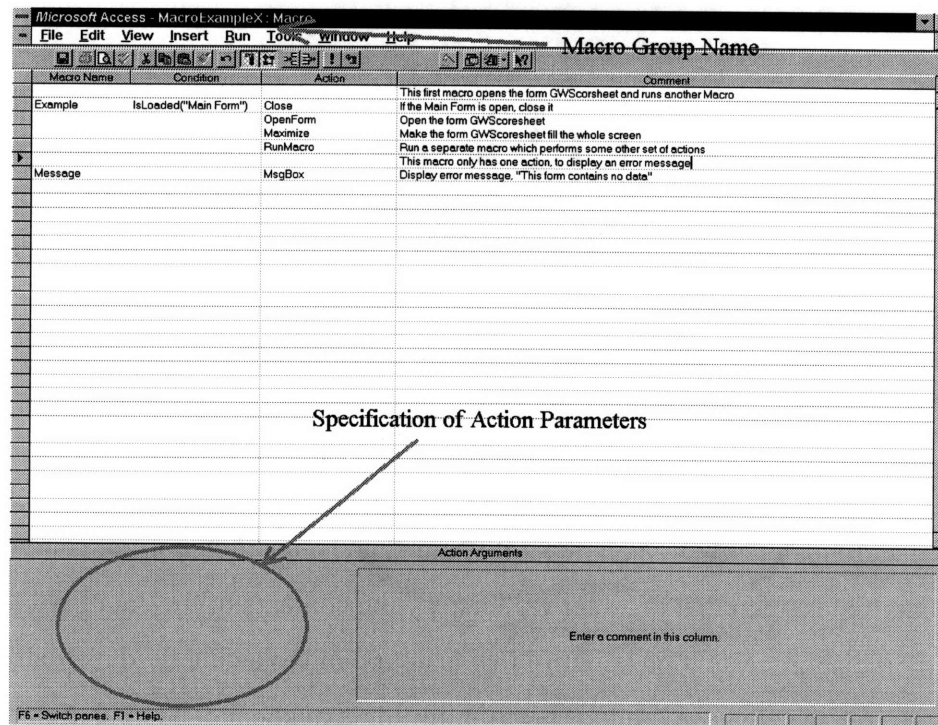 Microsoft Access - MacroExampleX : Macro
File Edit View Insert Run Tools Window Help
Macro Group Name
Macro Name Condition Action Comment
This first macro opens the form GWScorsheet and runs another Macro
Example IsLoaded("Main Form") Close If the Main Form is open, close it
OpenForm Open the form GWScoresheet
Maximize Make the form GWScoresheet fill the whole screen
RunMacro Run a separate macro which performs some other set of actions
This macro only has one action, to display an error message
Message MsgBox Display error message, "This form contains no data"
Specification of Action Parameters
Action Arguments
Enter a comment in this column.
F6 = Switch panes. F1 = Help.